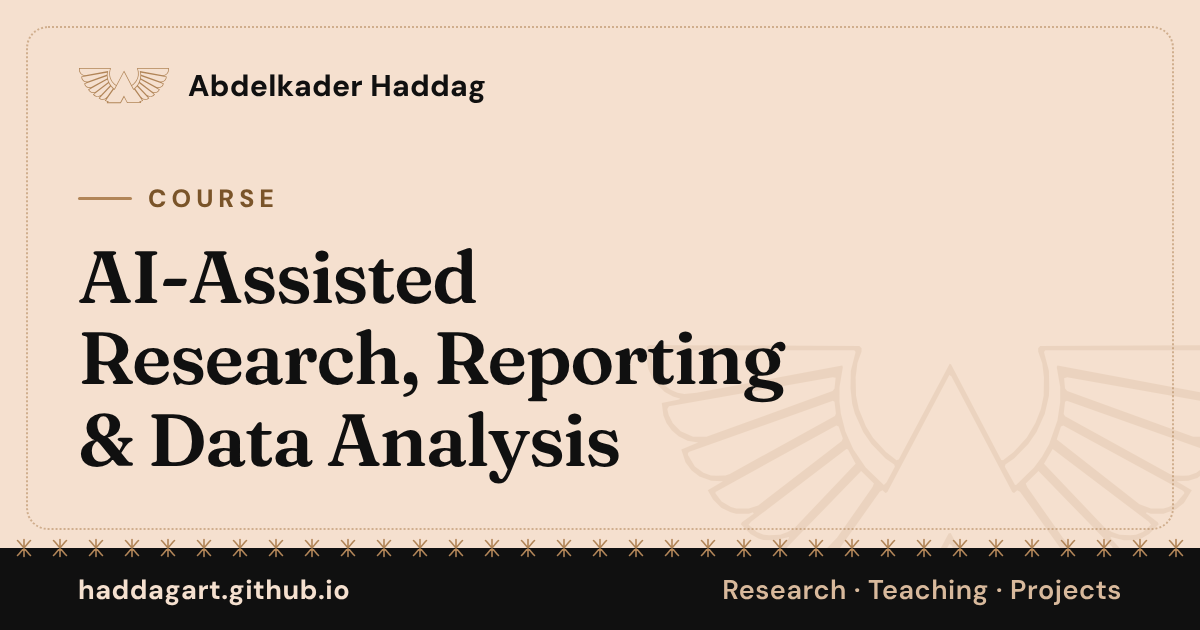 Abdelkader Haddag
COURSE
AI-Assisted
Research, Reporting
& Data Analysis
haddagart.github.io
Research · Teaching · Projects